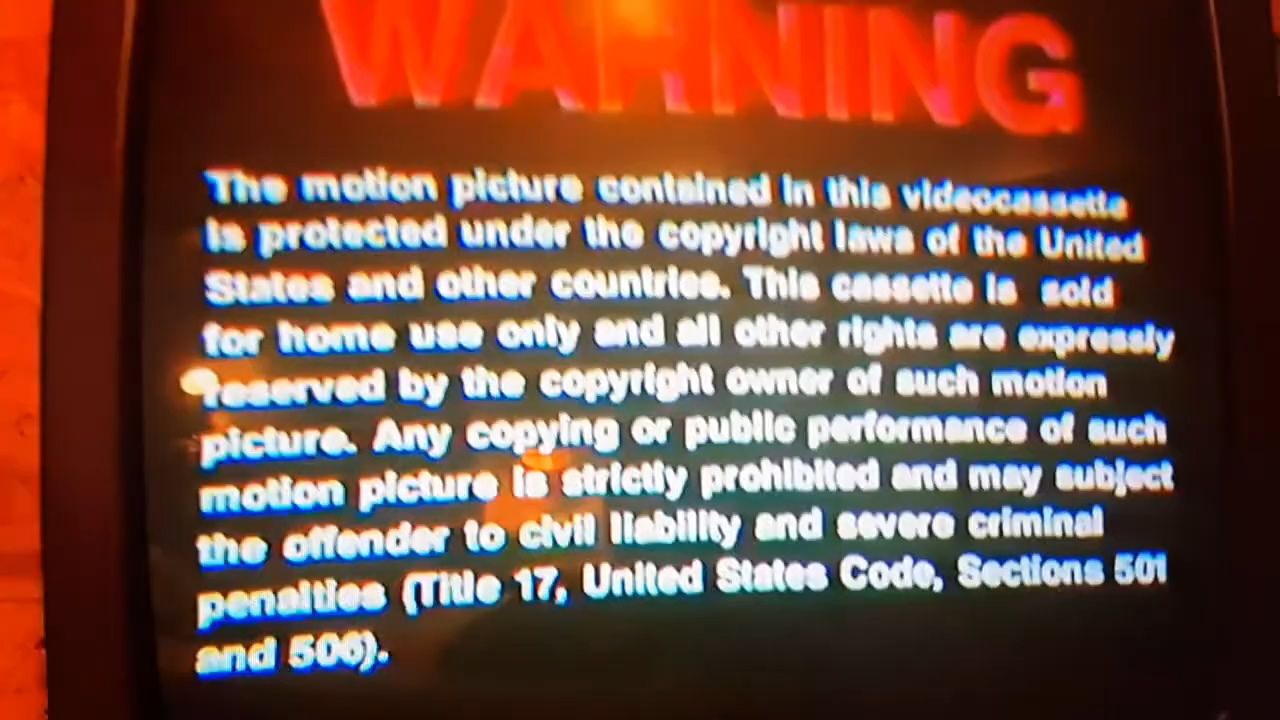 WARNING
The motion picture contained in this videocassette
is protected under the copyright laws of the United
States and other countries. This cassette is sold
for home use only and all other rights are expressly
reserved by the copyright owner of such motion
picture. Any copying or public performance of such
motion picture is strictly prohibited and may subject
the offender to civil liability and severe criminal
penalties (Title 17, United States Code, Sections 501
and 506).